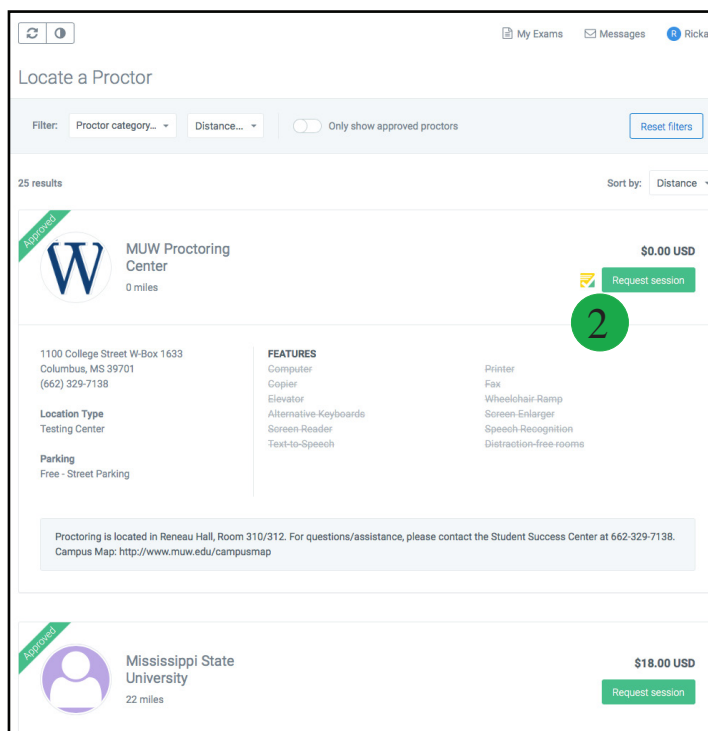 My Exams Messages R Ricka
Locate a Proctor
Filter: Proctor category... Distance... Only show approved proctors Reset filters
25 results Sort by: Distance
Approved
W
MUW Proctoring
Center
0 miles
$0.00 USD
Request session
2
1100 College Street W-Box 1633
Columbus, MS 39701
(662) 329-7138
Location Type
Testing Center
Parking
Free - Street Parking
FEATURES
Computer
Copier
Elevator
Alternative Keyboards
Screen Reader
Text-to-Speech
Printer
Fax
Wheelchair Ramp
Screen Enlarger
Speech Recognition
Distraction-free rooms
Proctoring is located in Reneau Hall, Room 310/312. For questions/assistance, please contact the Student Success Center at 662-329-7138.
Campus Map: http://www.muw.edu/campusmap
Approved
Mississippi State
University
22 miles
$18.00 USD
Request session